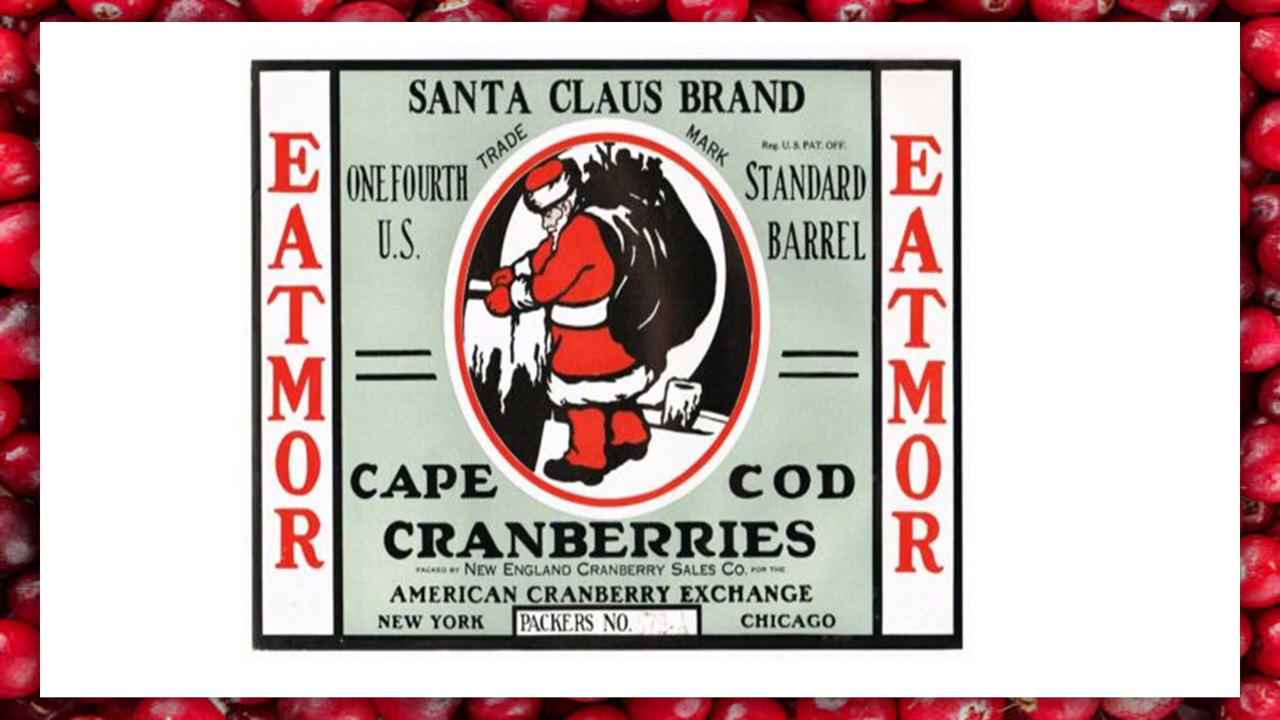 SANTA CLAUS BRAND
TRADE MARK
Reg. U.S. PAT. OFF.
ONE FOURTH
U.S.
STANDARD
BARREL
EATMOR
EATMOR
CAPE COD
CRANBERRIES
PACKED BY NEW ENGLAND CRANBERRY SALES CO. FOR THE
AMERICAN CRANBERRY EXCHANGE
NEW YORK
PACKERS NO.
CHICAGO